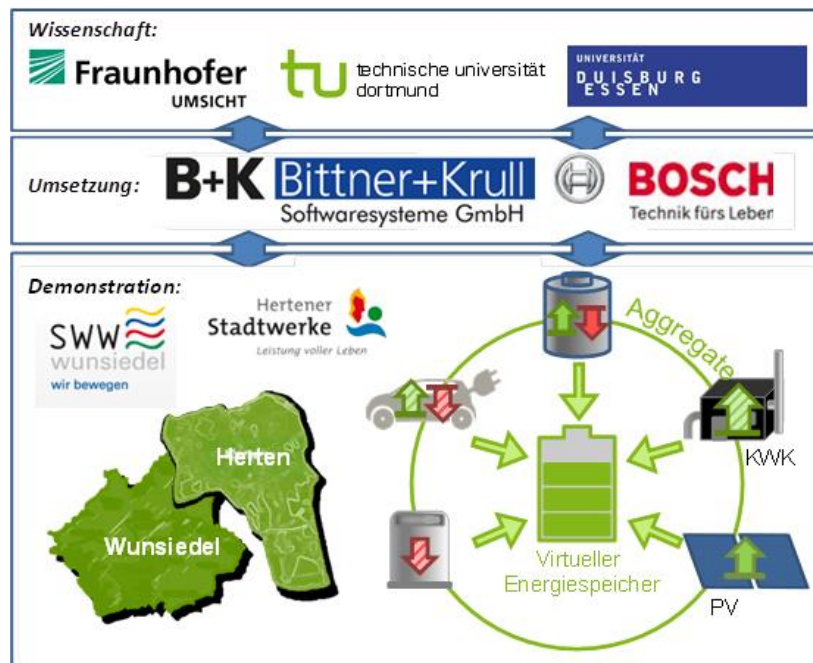 Wissenschaft:
Fraunhofer
UMSICHT
tu
technische universität
dortmund
UNIVERSITÄT
DUISBURG
ESSEN
Umsetzung:
B+K
Bittner+Krull
Softwaresysteme GmbH
BOSCH
Technik fürs Leben
Demonstration:
SWW
wunsiedel
wir bewegen
Hertener
Stadtwerke
Leistung voller Leben
Herten
Wunsiedel
Aggregate
KWK
PV
Virtueller
Energiespeicher